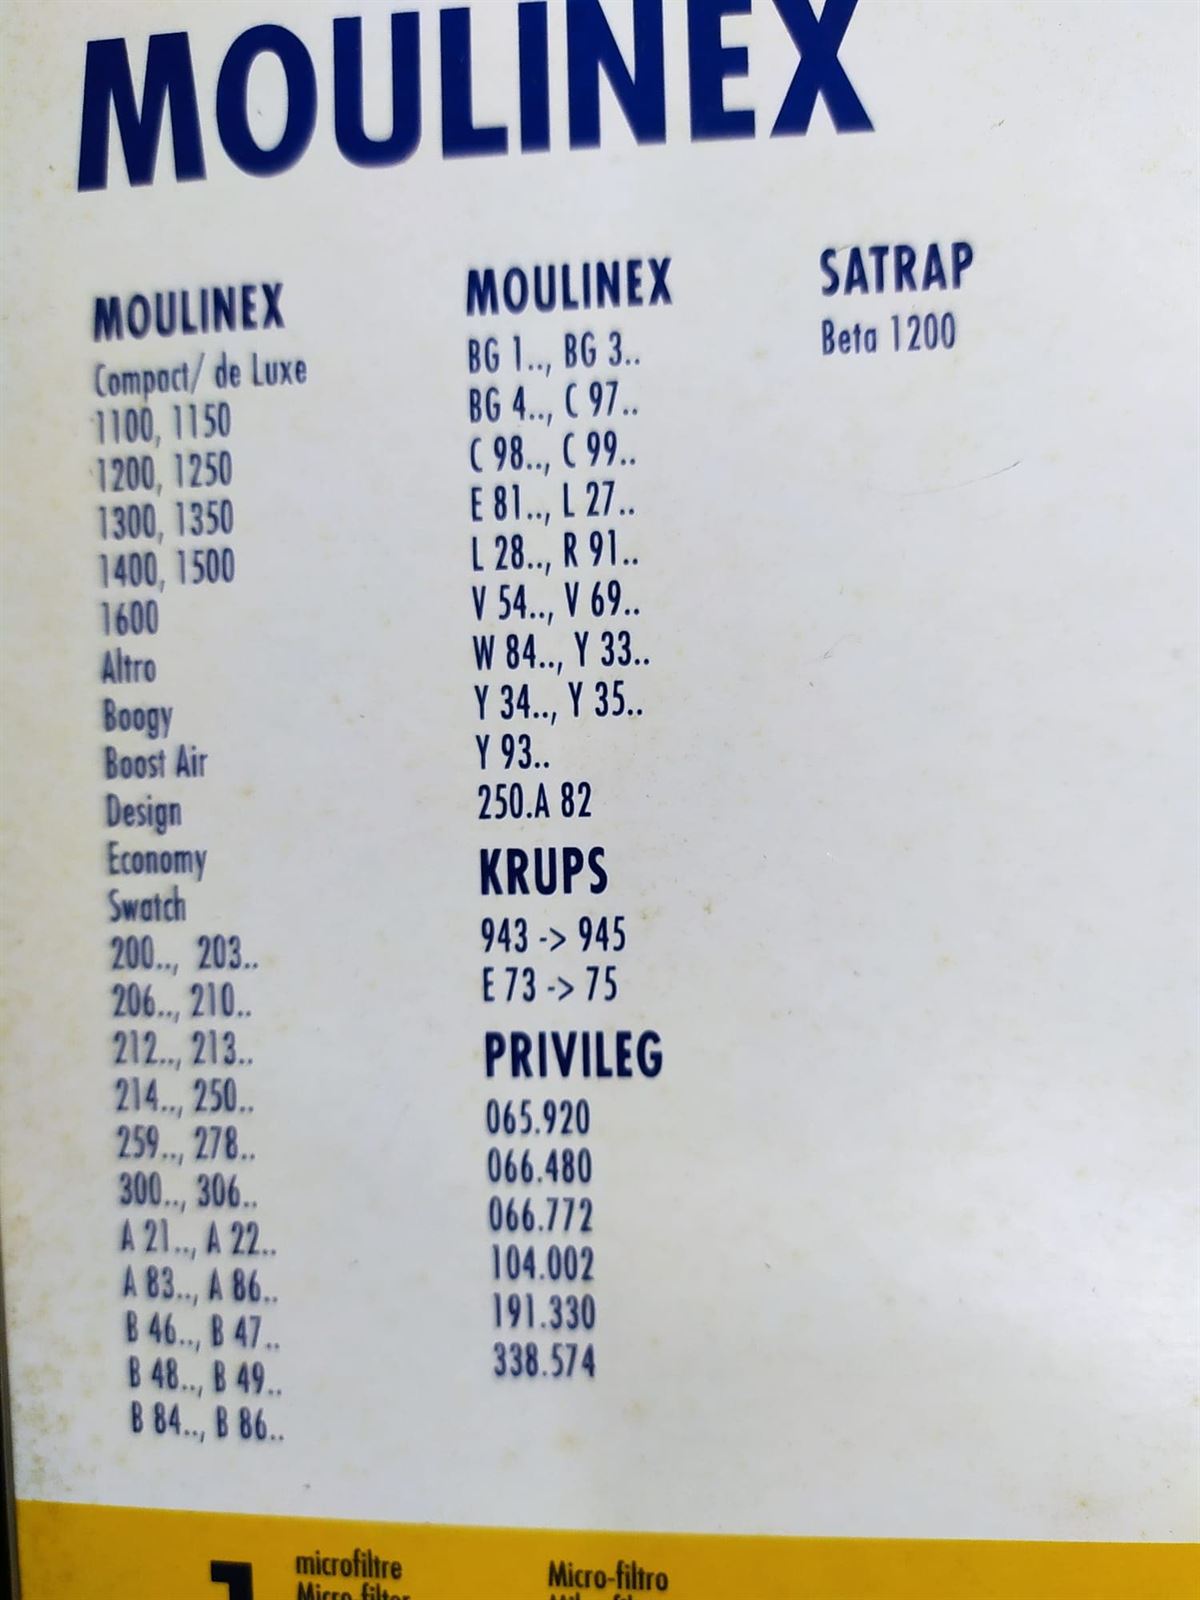 MOULINEX
MOULINEX
Compact/ de Luxe
1100, 1150
1200, 1250
1300, 1350
1400, 1500
1600
Altro
Boogy
Boost Air
Design
Economy
Swatch
200.., 203..
206.., 210..
212.., 213..
214.., 250..
259.., 278..
300.., 306..
A 21.., A 22..
A 83.., A 86..
B 46.., B 47..
B 48.., B 49..
B 84.., B 86..
MOULINEX
BG 1.., BG 3..
BG 4.., C 97..
C 98.., C 99..
E 81.., L 27..
L 28.., R 91..
V 54.., V 69..
W 84.., Y 33..
Y 34.., Y 35..
Y 93..
250.A 82
KRUPS
943 -> 945
E 73 -> 75
PRIVILEG
065.920
066.480
066.772
104.002
191.330
338.574
SATRAP
Beta 1200
1
microfiltre
Micro-filter
Micro-filtro